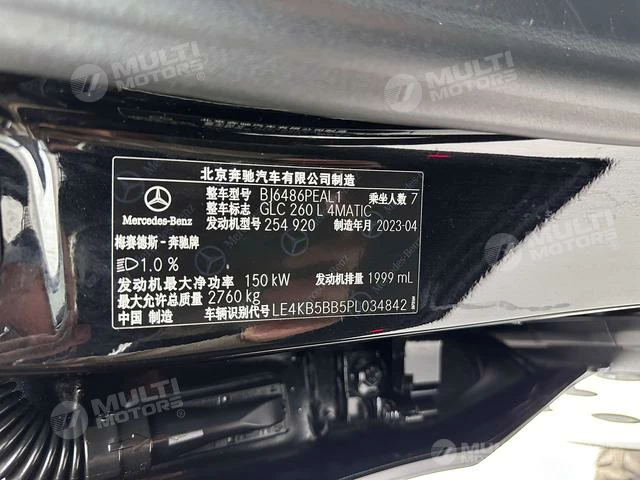 MULTI MOTORS
MULTI MOTORS
北京奔驰汽车有限公司制造
整车型号 BJ6486PEAL1 乘坐人数 7
整车标志 GLC 260 L 4MATIC
发动机型号 254 920 制造年月 2023-04
Mercedes-Benz
梅赛德斯-奔驰牌
1.0 %
发动机最大净功率 150 kW 发动机排量 1999 mL
最大允许总质量 2760 kg
中国 制造 车辆识别代号 LE4KB5BB5PL034842
MULTI MOTORS
MULTI MOTORS